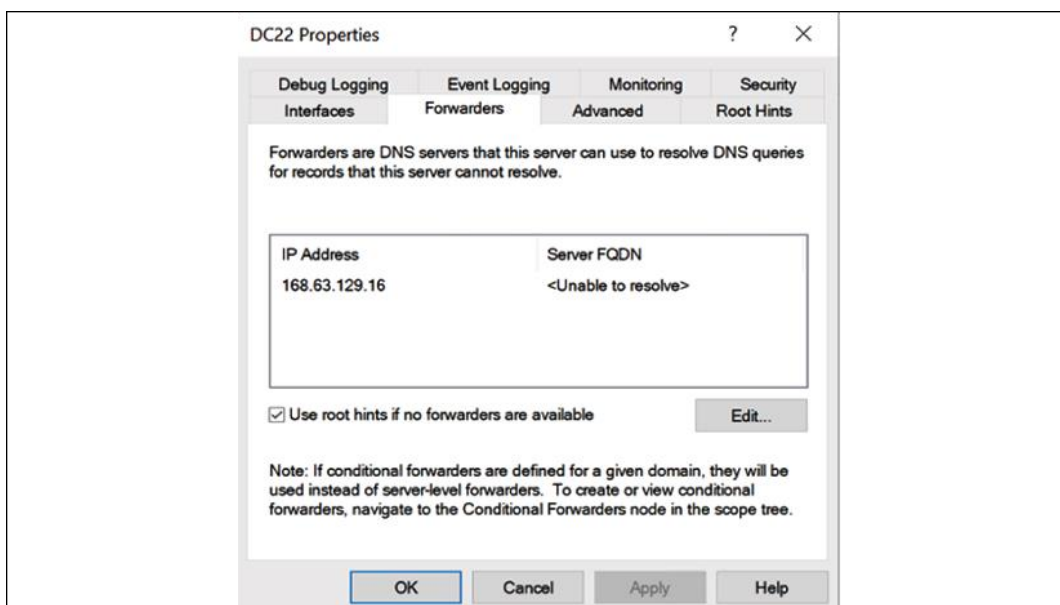 DC22 Properties
?
Debug Logging Event Logging Monitoring Security
Interfaces Forwarders Advanced Root Hints
Forwarders are DNS servers that this server can use to resolve DNS queries
for records that this server cannot resolve.
IP Address Server FQDN
168.63.129.16 <Unable to resolve>
Use root hints if no forwarders are available Edit...
Note: If conditional forwarders are defined for a given domain, they will be
used instead of server-level forwarders. To create or view conditional
forwarders, navigate to the Conditional Forwarders node in the scope tree.
OK Cancel Apply Help